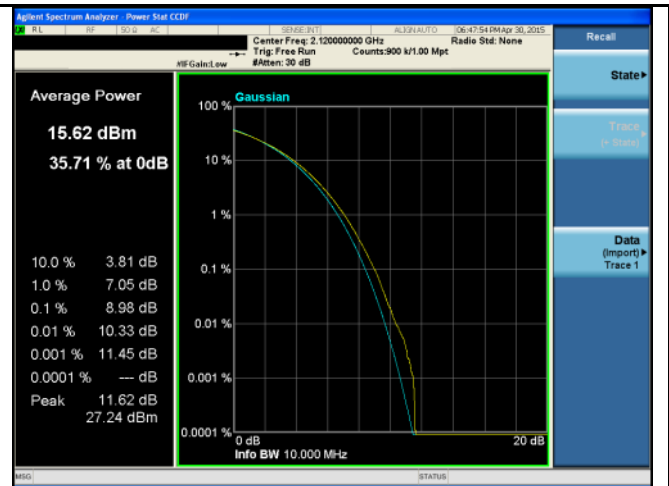 Agilent Spectrum Analyzer - Power Stat CCDF
RL RF 50 Ω AC SENSE:INT ALIGN AUTO 06:47:54 PM Apr 30, 2015
Center Freq: 2.120000000 GHz Radio Std: None
Trig: Free Run Counts:900 k/1.00 Mpt
#IFGain:Low #Atten: 30 dB
Recall
State
Trace
(+ State)
Data
(Import)
Trace 1
Average Power
15.62 dBm
35.71 % at 0dB
10.0 % 3.81 dB
1.0 % 7.05 dB
0.1 % 8.98 dB
0.01 % 10.33 dB
0.001 % 11.45 dB
0.0001 % --- dB
Peak 11.62 dB
27.24 dBm
Gaussian
100 %
10 %
1 %
0.1 %
0.01 %
0.001 %
0.0001 %
0 dB 20 dB
Info BW 10.000 MHz
MSG STATUS